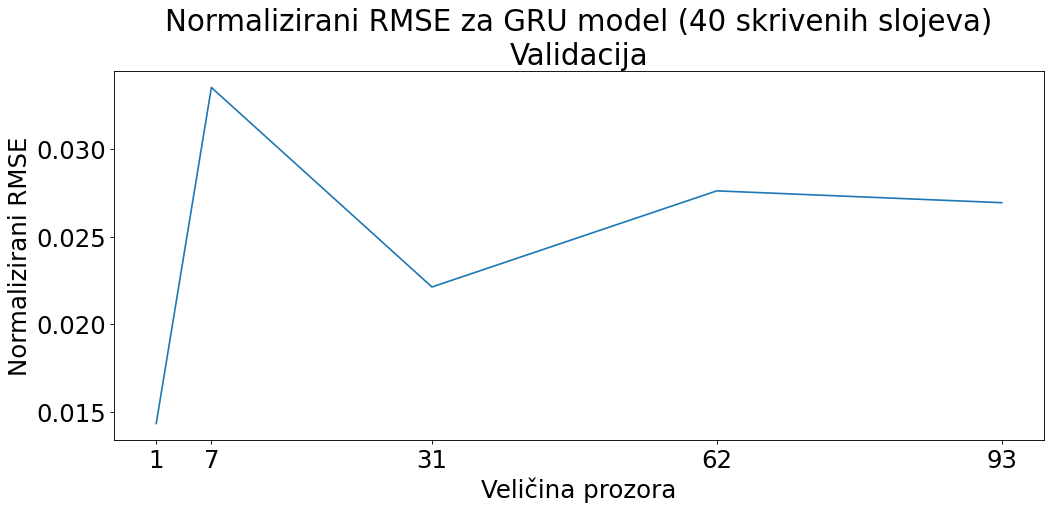 Normalizirani RMSE za GRU model (40 skrivenih slojeva)
Validacija
Normalizirani RMSE
0.030
0.025
0.020
0.015
1 7 31 62 93
Veličina prozora